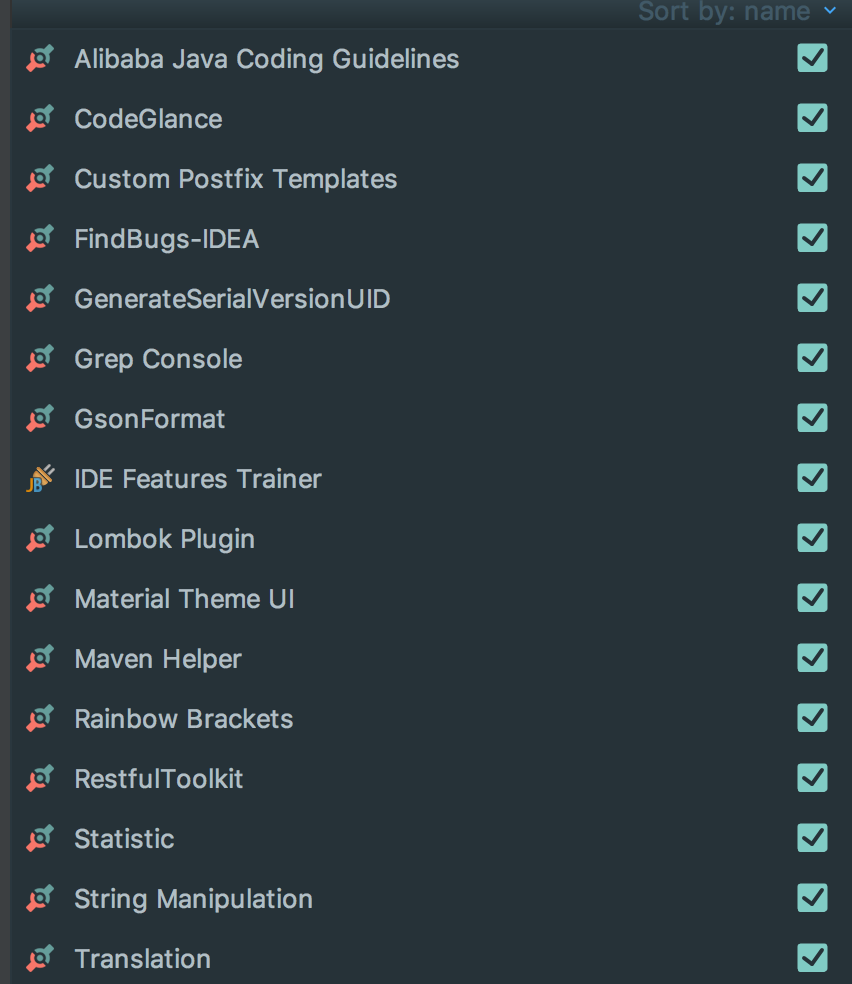 Sort by: name
Alibaba Java Coding Guidelines
CodeGlance
Custom Postfix Templates
FindBugs-IDEA
GenerateSerialVersionUID
Grep Console
GsonFormat
JB IDE Features Trainer
Lombok Plugin
Material Theme UI
Maven Helper
Rainbow Brackets
RestfulToolkit
Statistic
String Manipulation
Translation